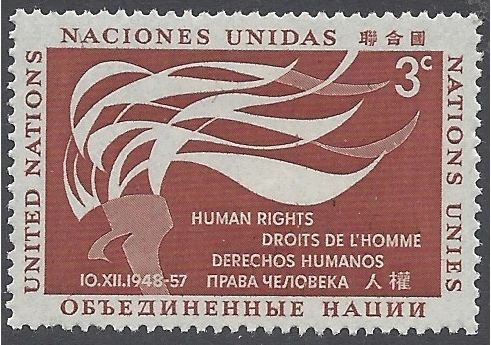 NACIONES UNIDAS 聯合國
UNITED NATIONS
3c
NATIONS UNIES
HUMAN RIGHTS
DROITS DE L'HOMME
DERECHOS HUMANOS
10.XII.1948-57 ПРАВА ЧЕЛОВЕКА 人權
ОБЪЕДИНЕННЫЕ НАЦИИ